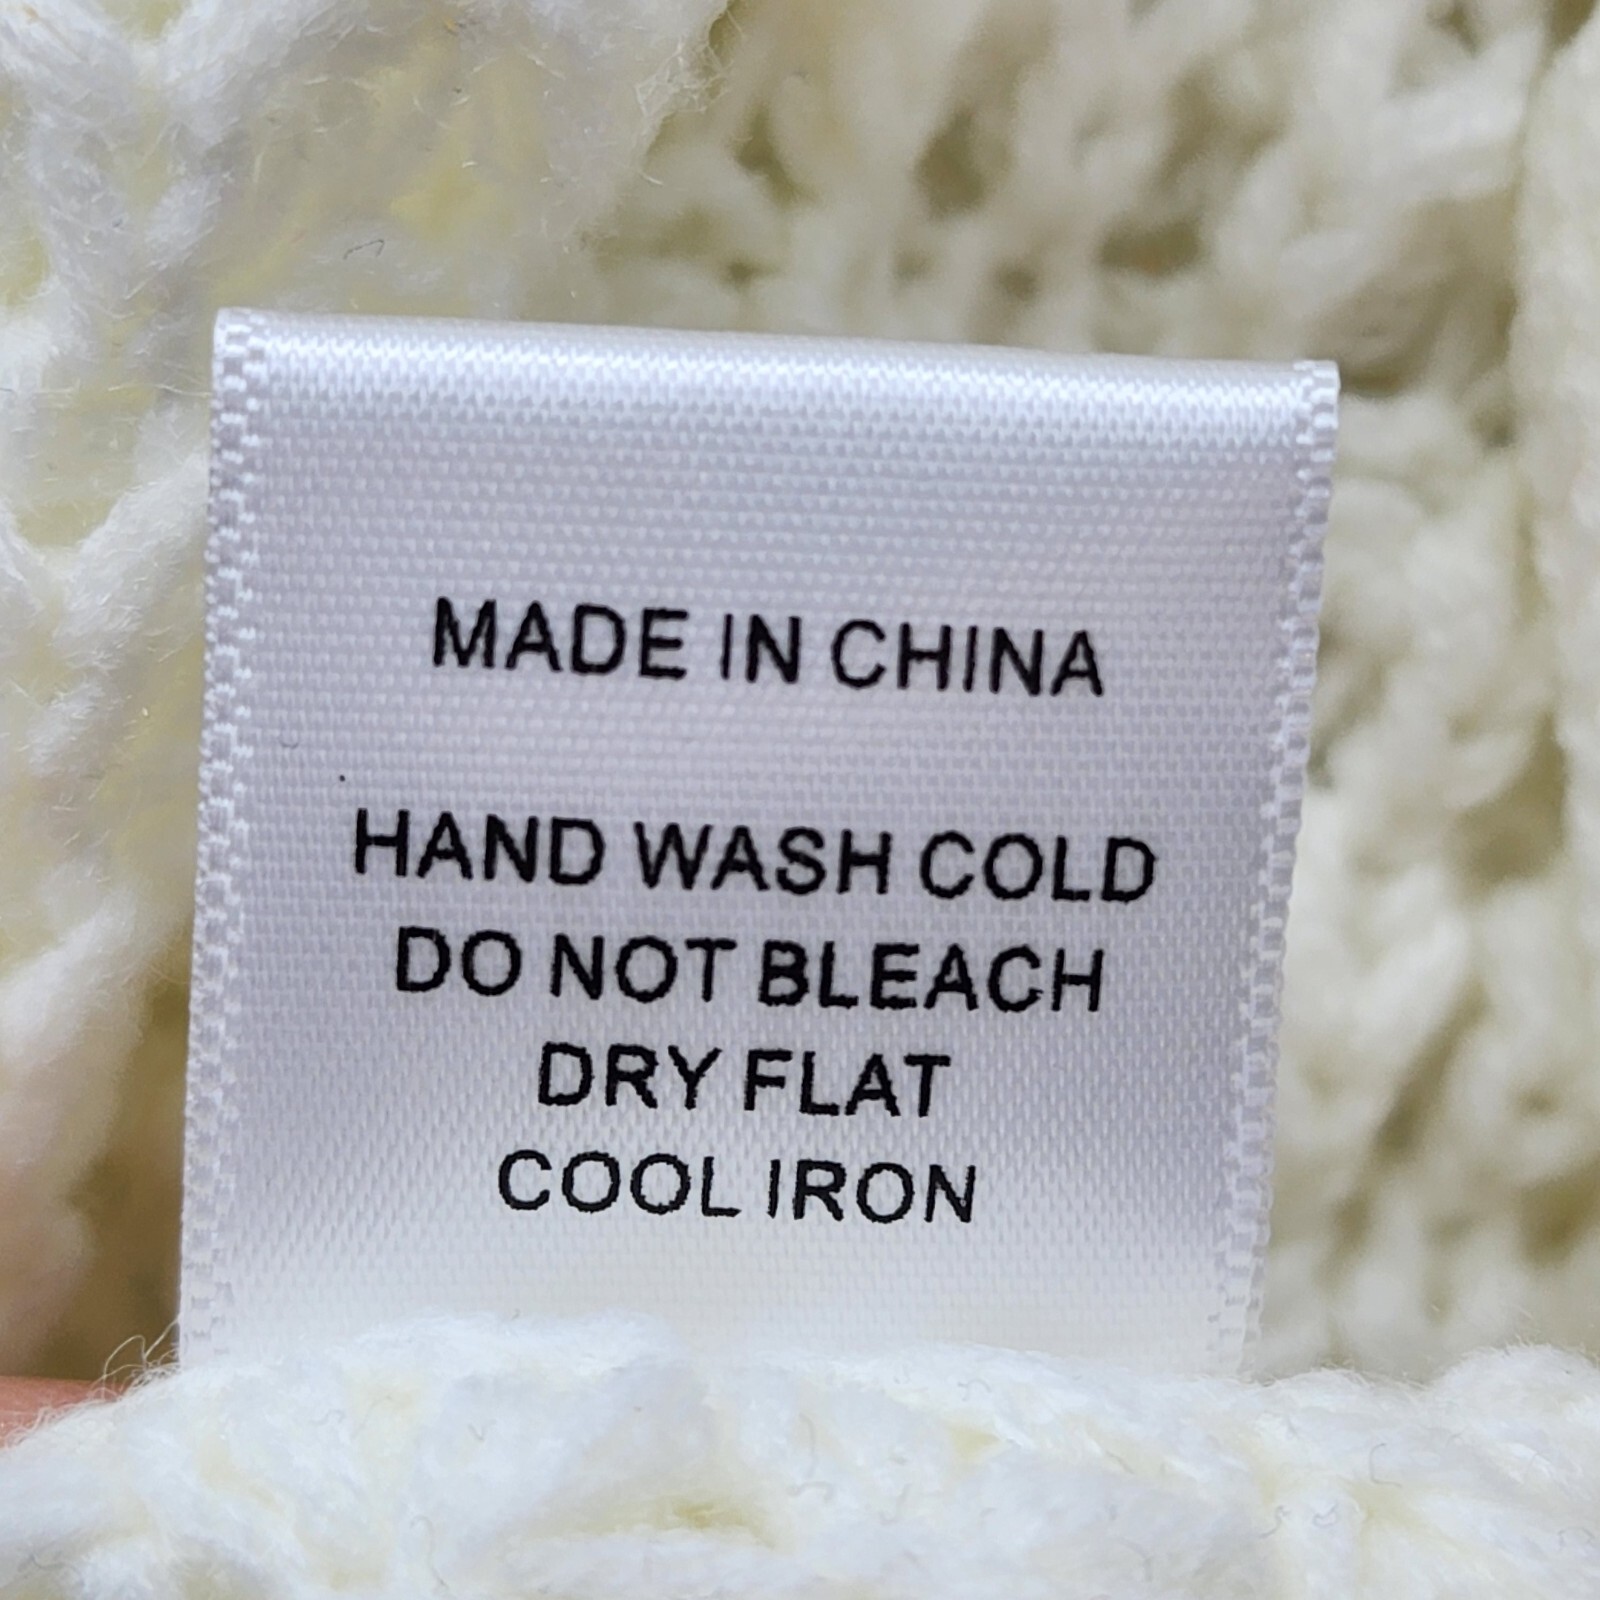 MADE IN CHINA
HAND WASH COLD
DO NOT BLEACH
DRY FLAT
COOL IRON